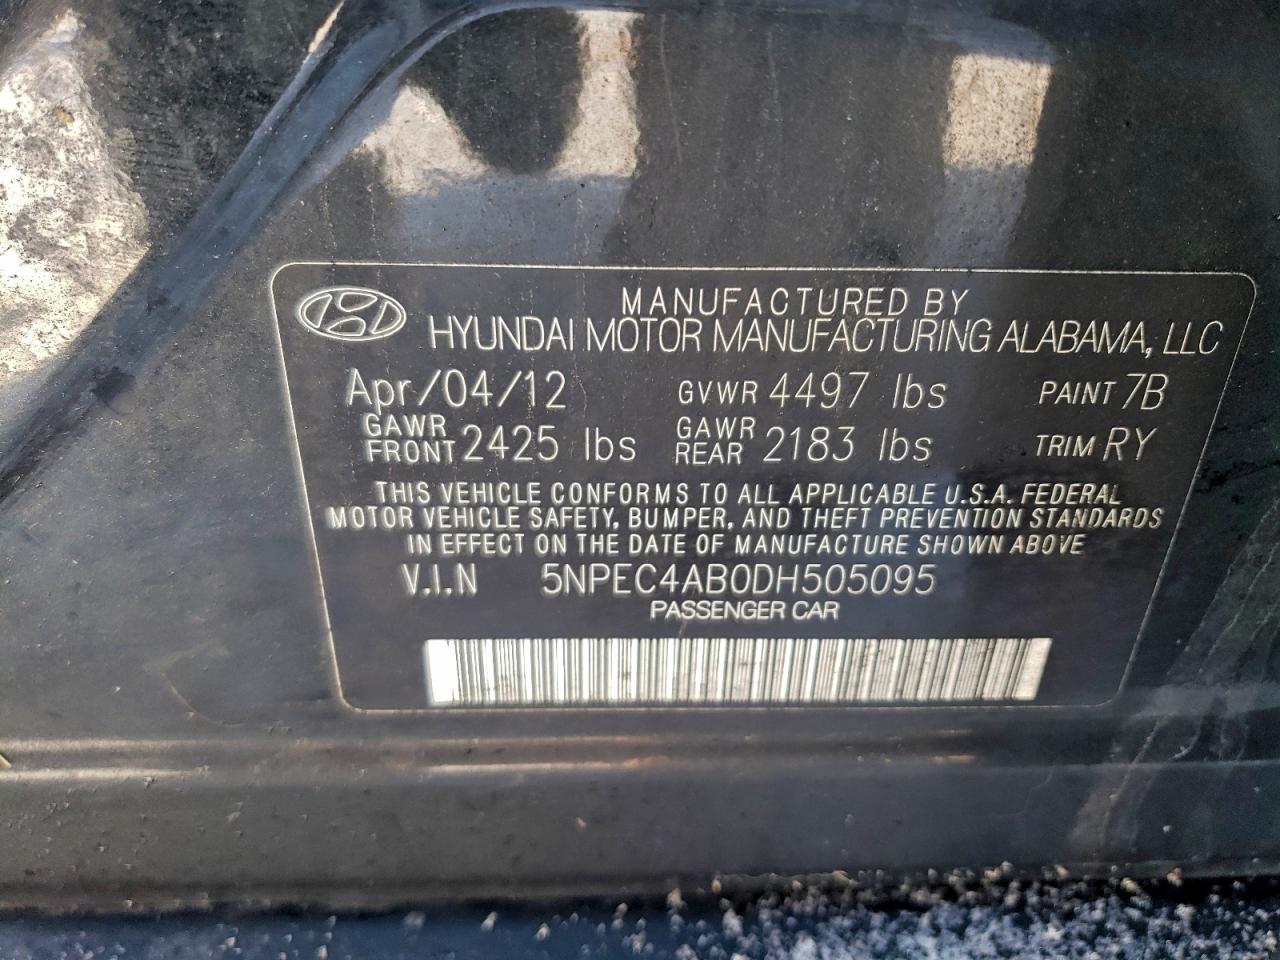 MANUFACTURED BY
HYUNDAI MOTOR MANUFACTURING ALABAMA, LLC
Apr/04/12 GVWR 4497 lbs PAINT 7B
GAWR FRONT 2425 lbs GAWR REAR 2183 lbs TRIM RY
THIS VEHICLE CONFORMS TO ALL APPLICABLE U.S.A. FEDERAL
MOTOR VEHICLE SAFETY, BUMPER, AND THEFT PREVENTION STANDARDS
IN EFFECT ON THE DATE OF MANUFACTURE SHOWN ABOVE
V.I.N 5NPEC4AB0DH505095
PASSENGER CAR